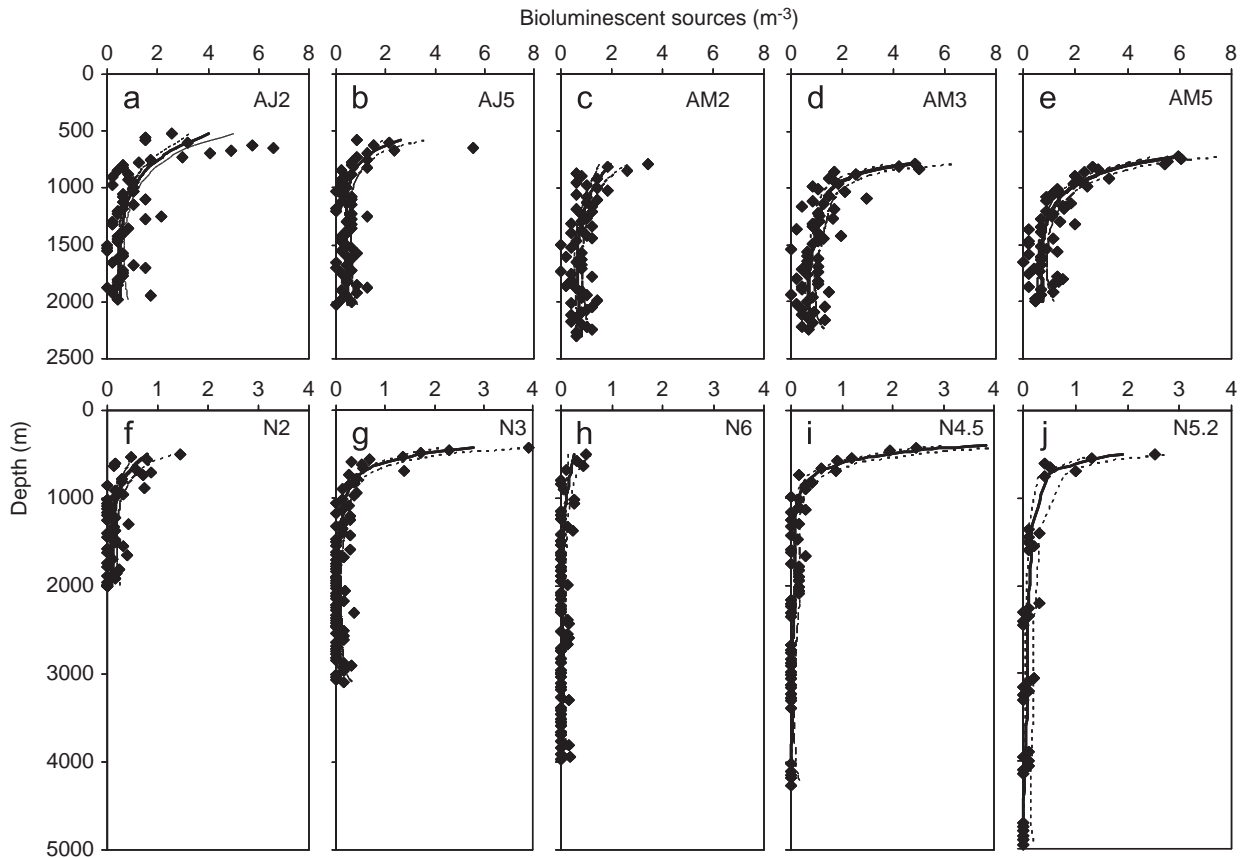 Bioluminescent sources (m-3)
0 2 4 6 8 0 2 4 6 8 0 2 4 6 8 0 2 4 6 8 0 2 4 6 8
0
500
1000
1500
2000
2500
a AJ2
b AJ5
c AM2
d AM3
e AM5
0 1 2 3 0 1 2 3 4 0 1 2 3 4 0 1 2 3 4 0 1 2 3 4
0
1000
2000
3000
4000
5000
Depth (m)
f N2
g N3
h N6
i N4.5
j N5.2